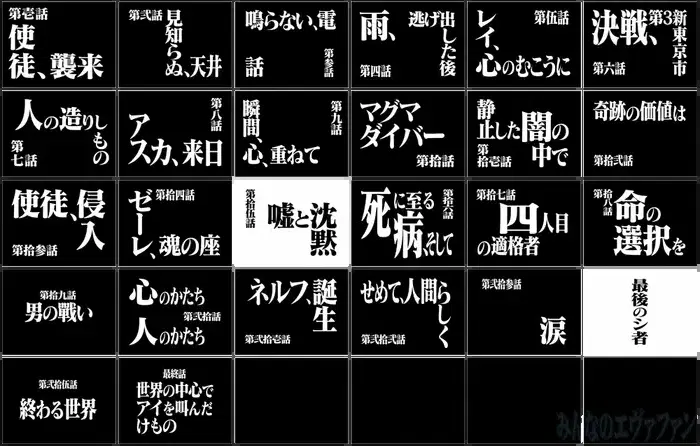 第壱話
使徒、襲来
第弐話
見知らぬ、天井
鳴らない、電話
第参話
雨、逃げ出した後
第四話
第伍話
レイ、心のむこうに
決戦、第3新東京市
第六話
人の造りしもの
第七話
第八話
アスカ、来日
第九話
瞬間、心、重ねて
マグマ
ダイバー
第拾話
静止した闇の中で
第拾壱話
奇跡の価値は
第拾弐話
使徒、侵入
第拾参話
第拾四話
ゼーレ、魂の座
第拾伍話
嘘と沈黙
第拾六話
死に至る病、そして
第拾七話
四人目の適格者
第拾八話
命の選択を
第拾九話
男の戰い
心のかたち
第弐拾話
人のかたち
ネルフ、誕生
第弐拾壱話
せめて、人間らしく
第弐拾弐話
第弐拾参話
涙
最後のシ者
第弐拾伍話
終わる世界
最終話
世界の中心で
アイを叫んだ
けもの
みんなのエヴァファン